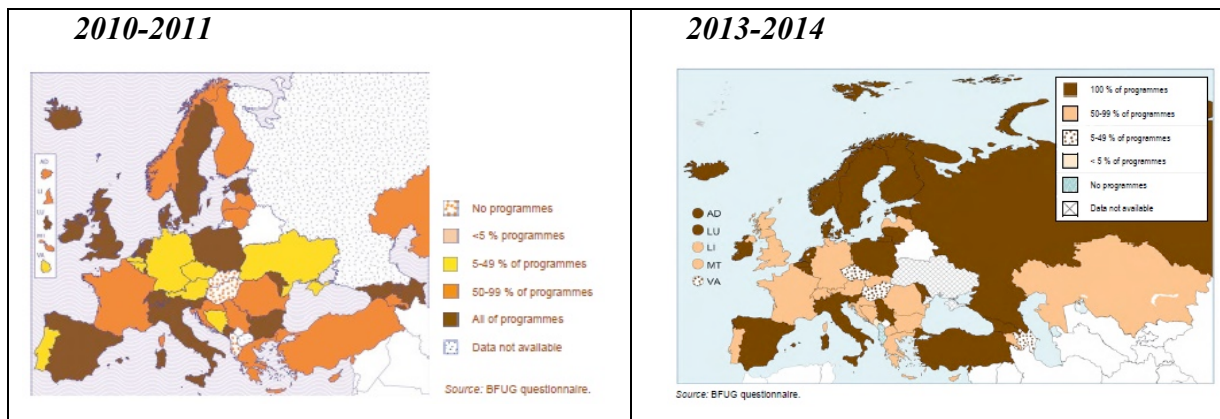 2010-2011
AD
LI
LU
MT
VA
No programmes
<5 % programmes
5-49 % of programmes
50-99 % of programmes
All of programmes
Data not available
Source: BFUG questionnaire.
2013-2014
100 % of programmes
50-99 % of programmes
5-49 % of programmes
< 5 % of programmes
No programmes
Data not available
AD
LU
LI
MT
VA
Source: BFUG questionnaire.